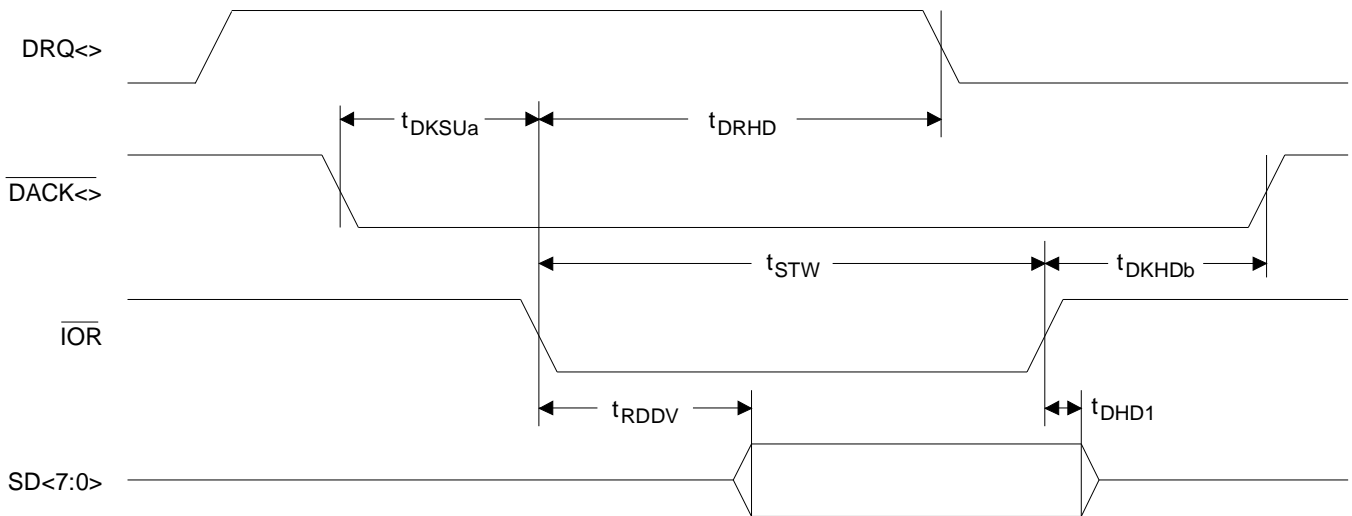 DRQ<>
tDKSUa tDRHD
DACK<>
tSTW tDKHDb
IOR
tRDDV tDHD1
SD<7:0>